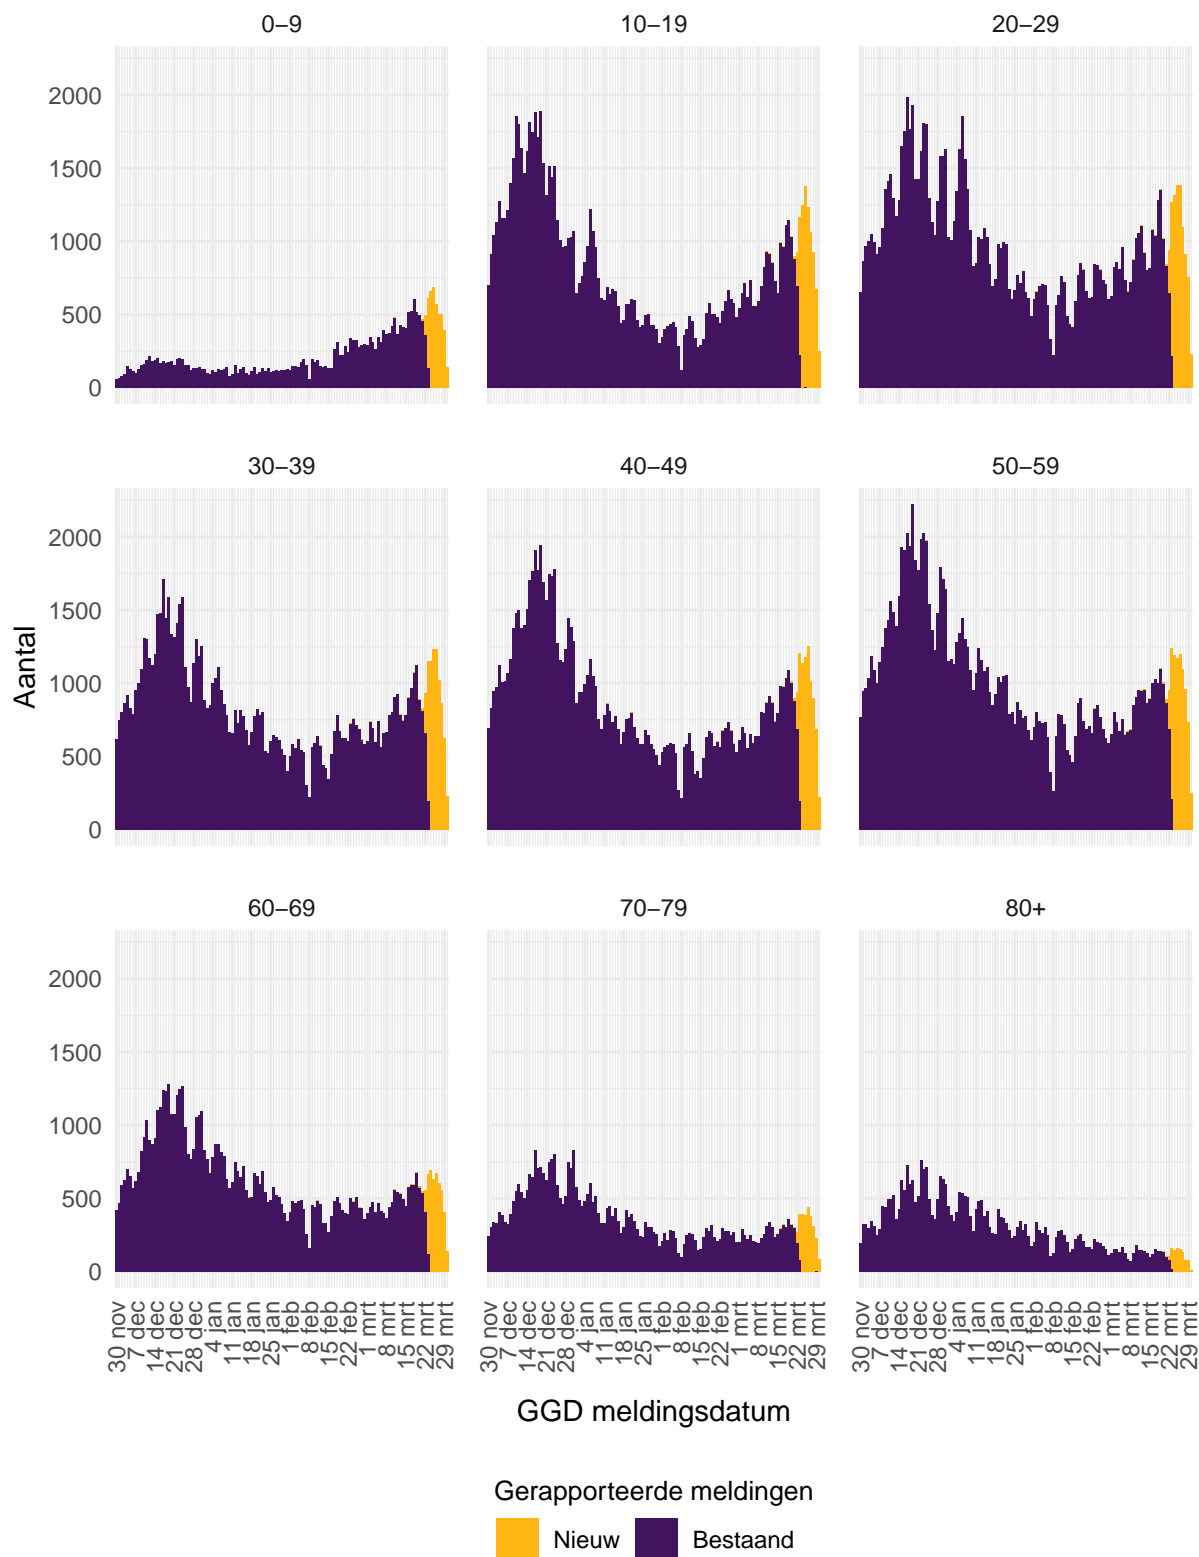 0–9 10–19 20–29
2000
1500
1000
500
0
30–39 40–49 50–59
2000
1500
1000
500
0
Aantal
60–69 70–79 80+
2000
1500
1000
500
0
30 nov 7 dec 14 dec 21 dec 28 dec 4 jan 11 jan 18 jan 25 jan 1 feb 8 feb 15 feb 22 feb 1 mrt 8 mrt 15 mrt 22 mrt 29 mrt
30 nov 7 dec 14 dec 21 dec 28 dec 4 jan 11 jan 18 jan 25 jan 1 feb 8 feb 15 feb 22 feb 1 mrt 8 mrt 15 mrt 22 mrt 29 mrt
30 nov 7 dec 14 dec 21 dec 28 dec 4 jan 11 jan 18 jan 25 jan 1 feb 8 feb 15 feb 22 feb 1 mrt 8 mrt 15 mrt 22 mrt 29 mrt
GGD meldingsdatum
Gerapporteerde meldingen
Nieuw Bestaand